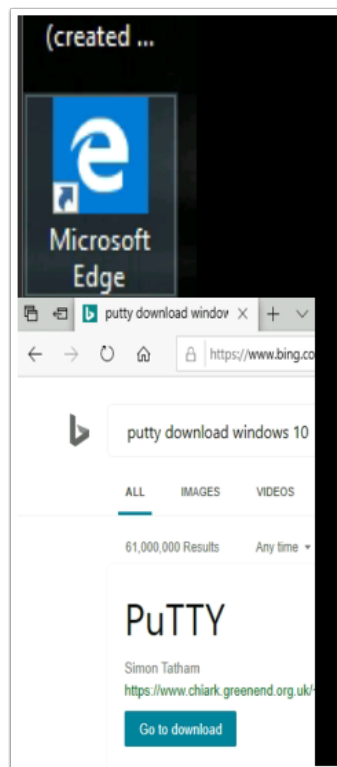 (created ...
Microsoft
Edge
putty download window
https://www.bing.co
putty download windows 10
ALL IMAGES VIDEOS
61,000,000 Results Any time
PuTTY
Simon Tatham
https://www.chiark.greenend.org.uk/
Go to download